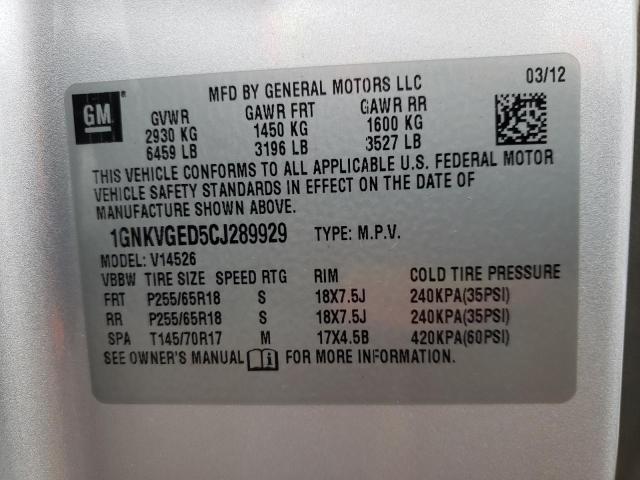 GM
MFD BY GENERAL MOTORS LLC 03/12
GVWR GAWR FRT GAWR RR
2930 KG 1450 KG 1600 KG
6459 LB 3196 LB 3527 LB
THIS VEHICLE CONFORMS TO ALL APPLICABLE U.S. FEDERAL MOTOR
VEHICLE SAFETY STANDARDS IN EFFECT ON THE DATE OF
MANUFACTURE SHOWN ABOVE.
1GNKVGED5CJ289929 TYPE: M.P.V.
MODEL: V14526
VBBW TIRE SIZE SPEED RTG RIM COLD TIRE PRESSURE
FRT P255/65R18 S 18X7.5J 240KPA(35PSI)
RR P255/65R18 S 18X7.5J 240KPA(35PSI)
SPA T145/70R17 M 17X4.5B 420KPA(60PSI)
SEE OWNER'S MANUAL i FOR MORE INFORMATION.